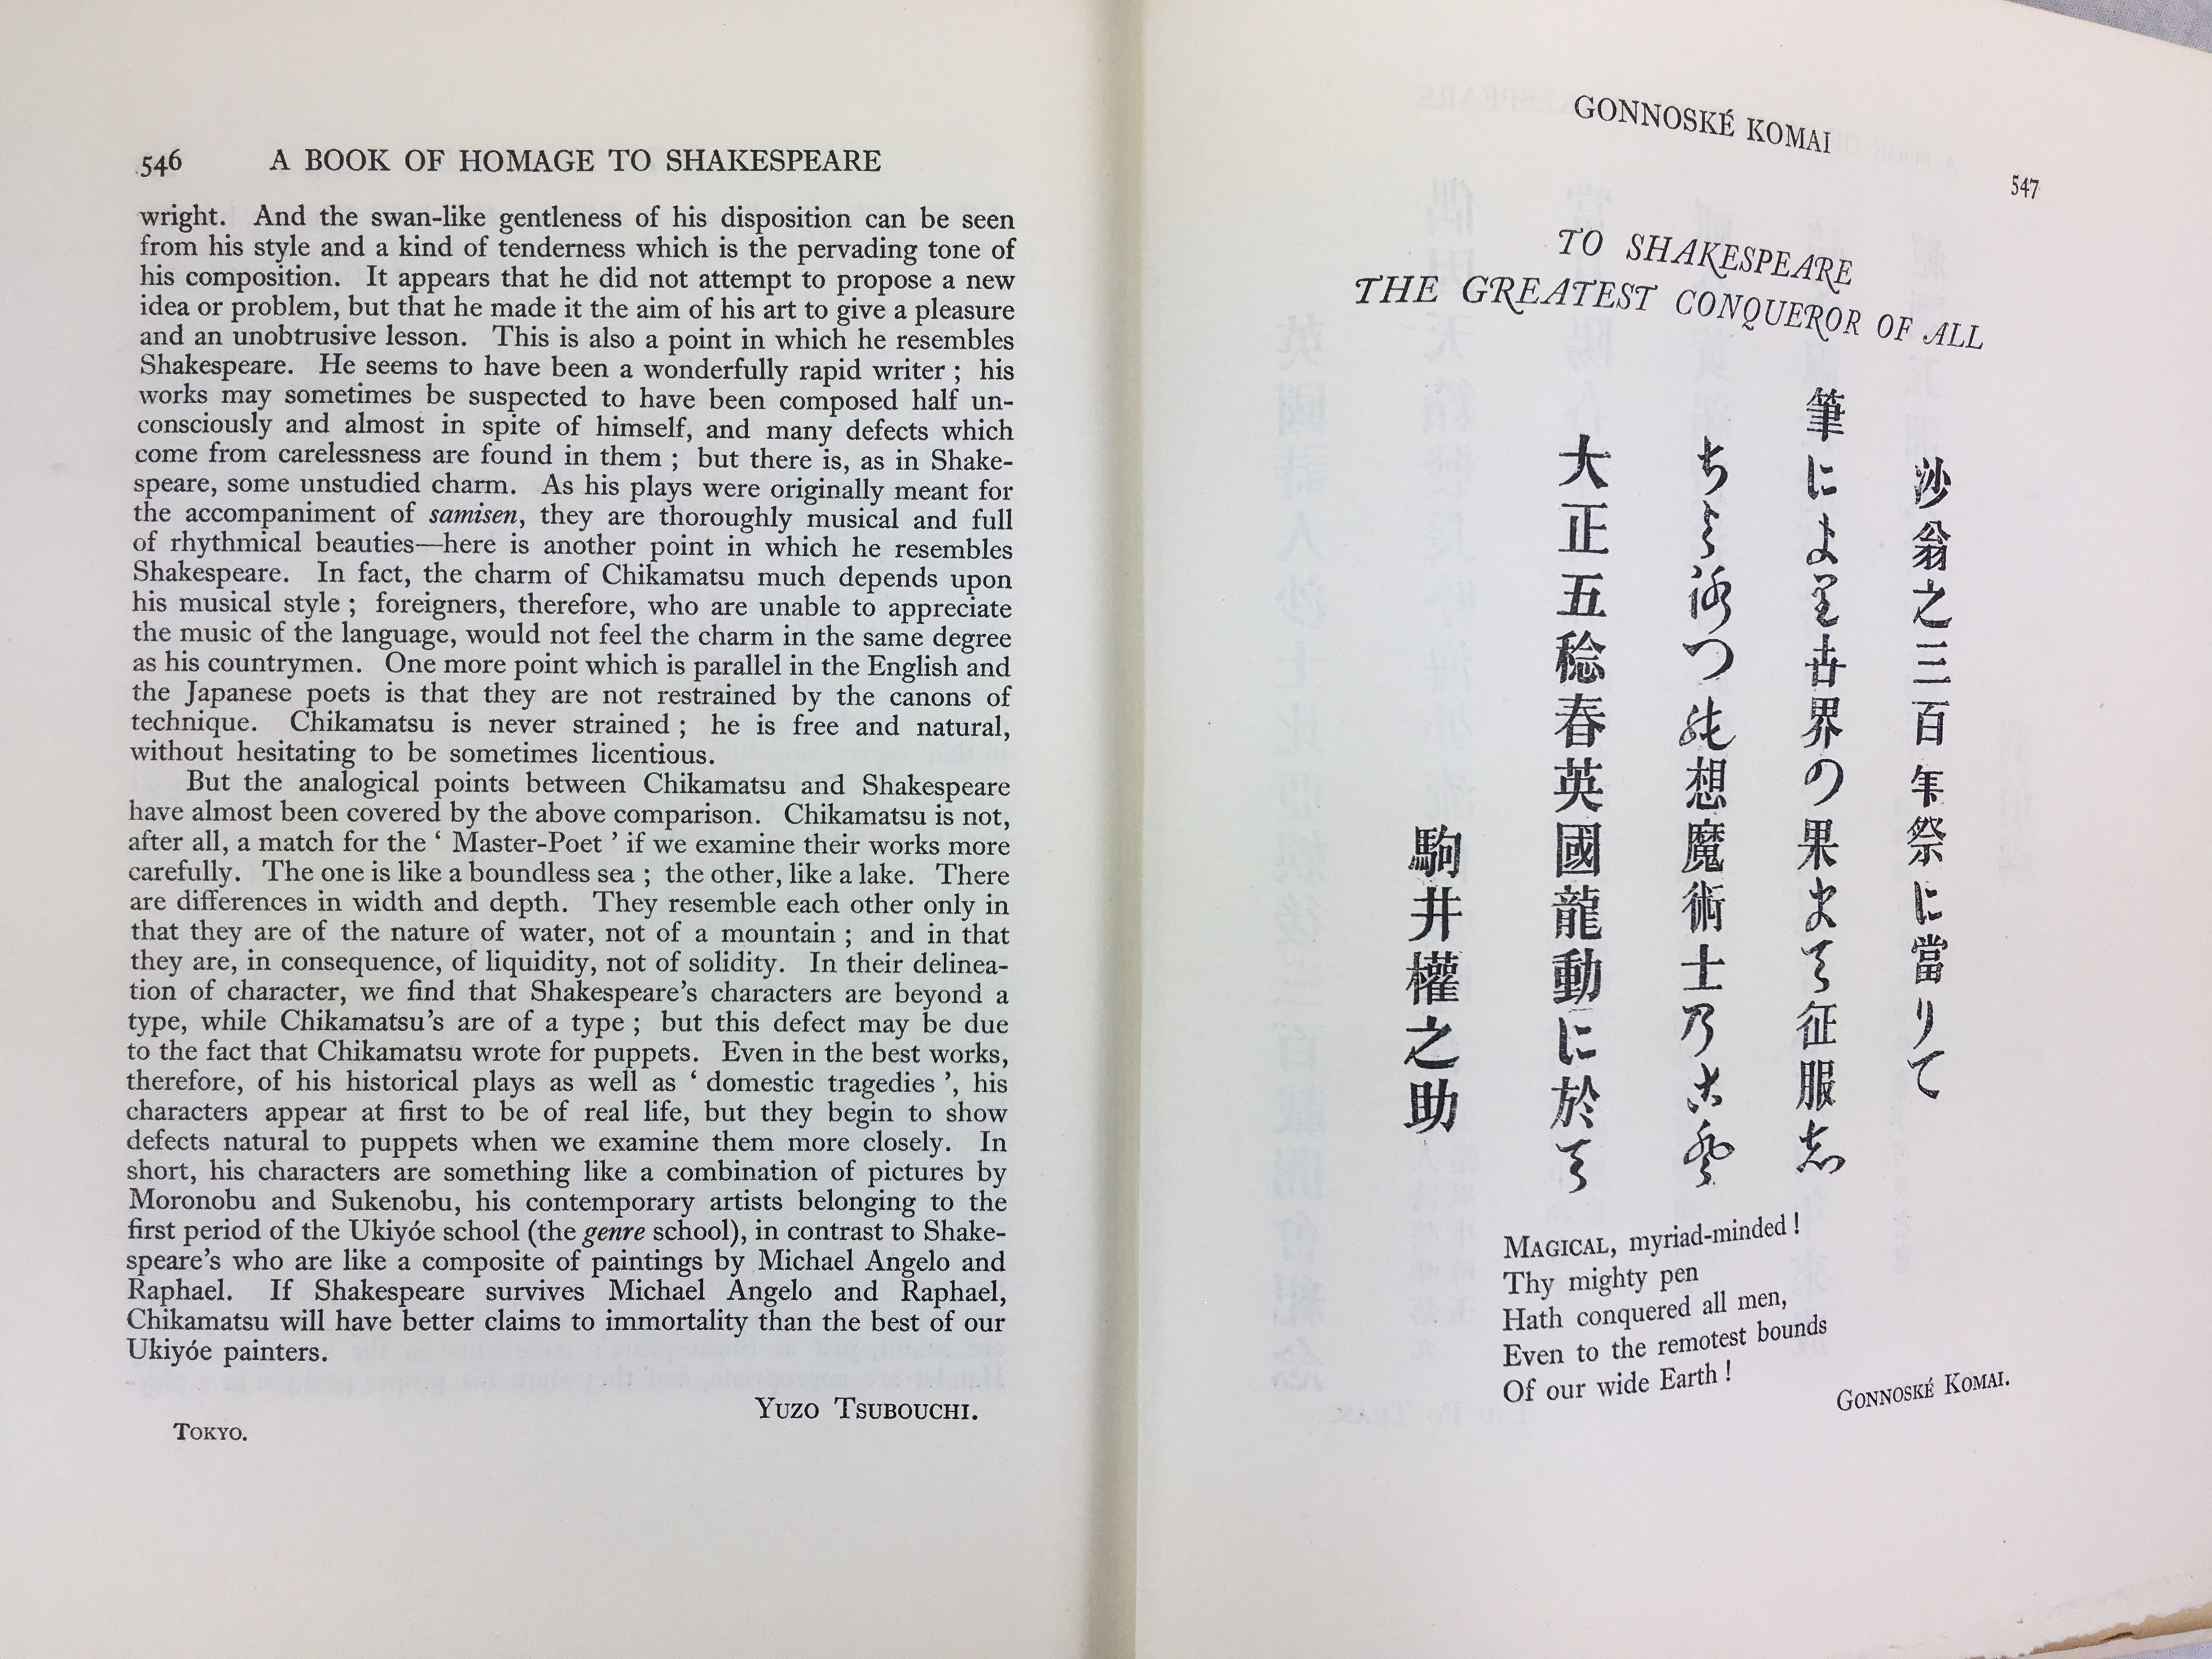 546 A BOOK OF HOMAGE TO SHAKESPEARE
wright. And the swan-like gentleness of his disposition can be seen
from his style and a kind of tenderness which is the pervading tone of
his composition. It appears that he did not attempt to propose a new
idea or problem, but that he made it the aim of his art to give a pleasure
and an unobtrusive lesson. This is also a point in which he resembles
Shakespeare. He seems to have been a wonderfully rapid writer ; his
works may sometimes be suspected to have been composed half un-
consciously and almost in spite of himself, and many defects which
come from carelessness are found in them ; but there is, as in Shake-
speare, some unstudied charm. As his plays were originally meant for
the accompaniment of samisen, they are thoroughly musical and full
of rhythmical beauties—here is another point in which he resembles
Shakespeare. In fact, the charm of Chikamatsu much depends upon
his musical style ; foreigners, therefore, who are unable to appreciate
the music of the language, would not feel the charm in the same degree
as his countrymen. One more point which is parallel in the English and
the Japanese poets is that they are not restrained by the canons of
technique. Chikamatsu is never strained ; he is free and natural,
without hesitating to be sometimes licentious.
But the analogical points between Chikamatsu and Shakespeare
have almost been covered by the above comparison. Chikamatsu is not,
after all, a match for the ‘ Master-Poet ’ if we examine their works more
carefully. The one is like a boundless sea ; the other, like a lake. There
are differences in width and depth. They resemble each other only in
that they are of the nature of water, not of a mountain ; and in that
they are, in consequence, of liquidity, not of solidity. In their delinea-
tion of character, we find that Shakespeare’s characters are beyond a
type, while Chikamatsu’s are of a type ; but this defect may be due
to the fact that Chikamatsu wrote for puppets. Even in the best works,
therefore, of his historical plays as well as ‘ domestic tragedies ’, his
characters appear at first to be of real life, but they begin to show
defects natural to puppets when we examine them more closely. In
short, his characters are something like a combination of pictures by
Moronobu and Sukenobu, his contemporary artists belonging to the
first period of the Ukiyóe school (the genre school), in contrast to Shake-
speare’s who are like a composite of paintings by Michael Angelo and
Raphael. If Shakespeare survives Michael Angelo and Raphael,
Chikamatsu will have better claims to immortality than the best of our
Ukiyóe painters.
YUZO TSUBOUCHI.
TOKYO.
GONNOSKÉ KOMAI
547
TO SHAKESPEARE
THE GREATEST CONQUEROR OF ALL
沙翁之三百年祭に當りて
筆により世界の果まて征服志
ちよろつ能想魔術士乃古ゑ
大正五稔春英國龍動に於て
駒井權之助
MAGICAL, myriad-minded !
Thy mighty pen
Hath conquered all men,
Even to the remotest bounds
Of our wide Earth !
GONNOSKÉ KOMAI.